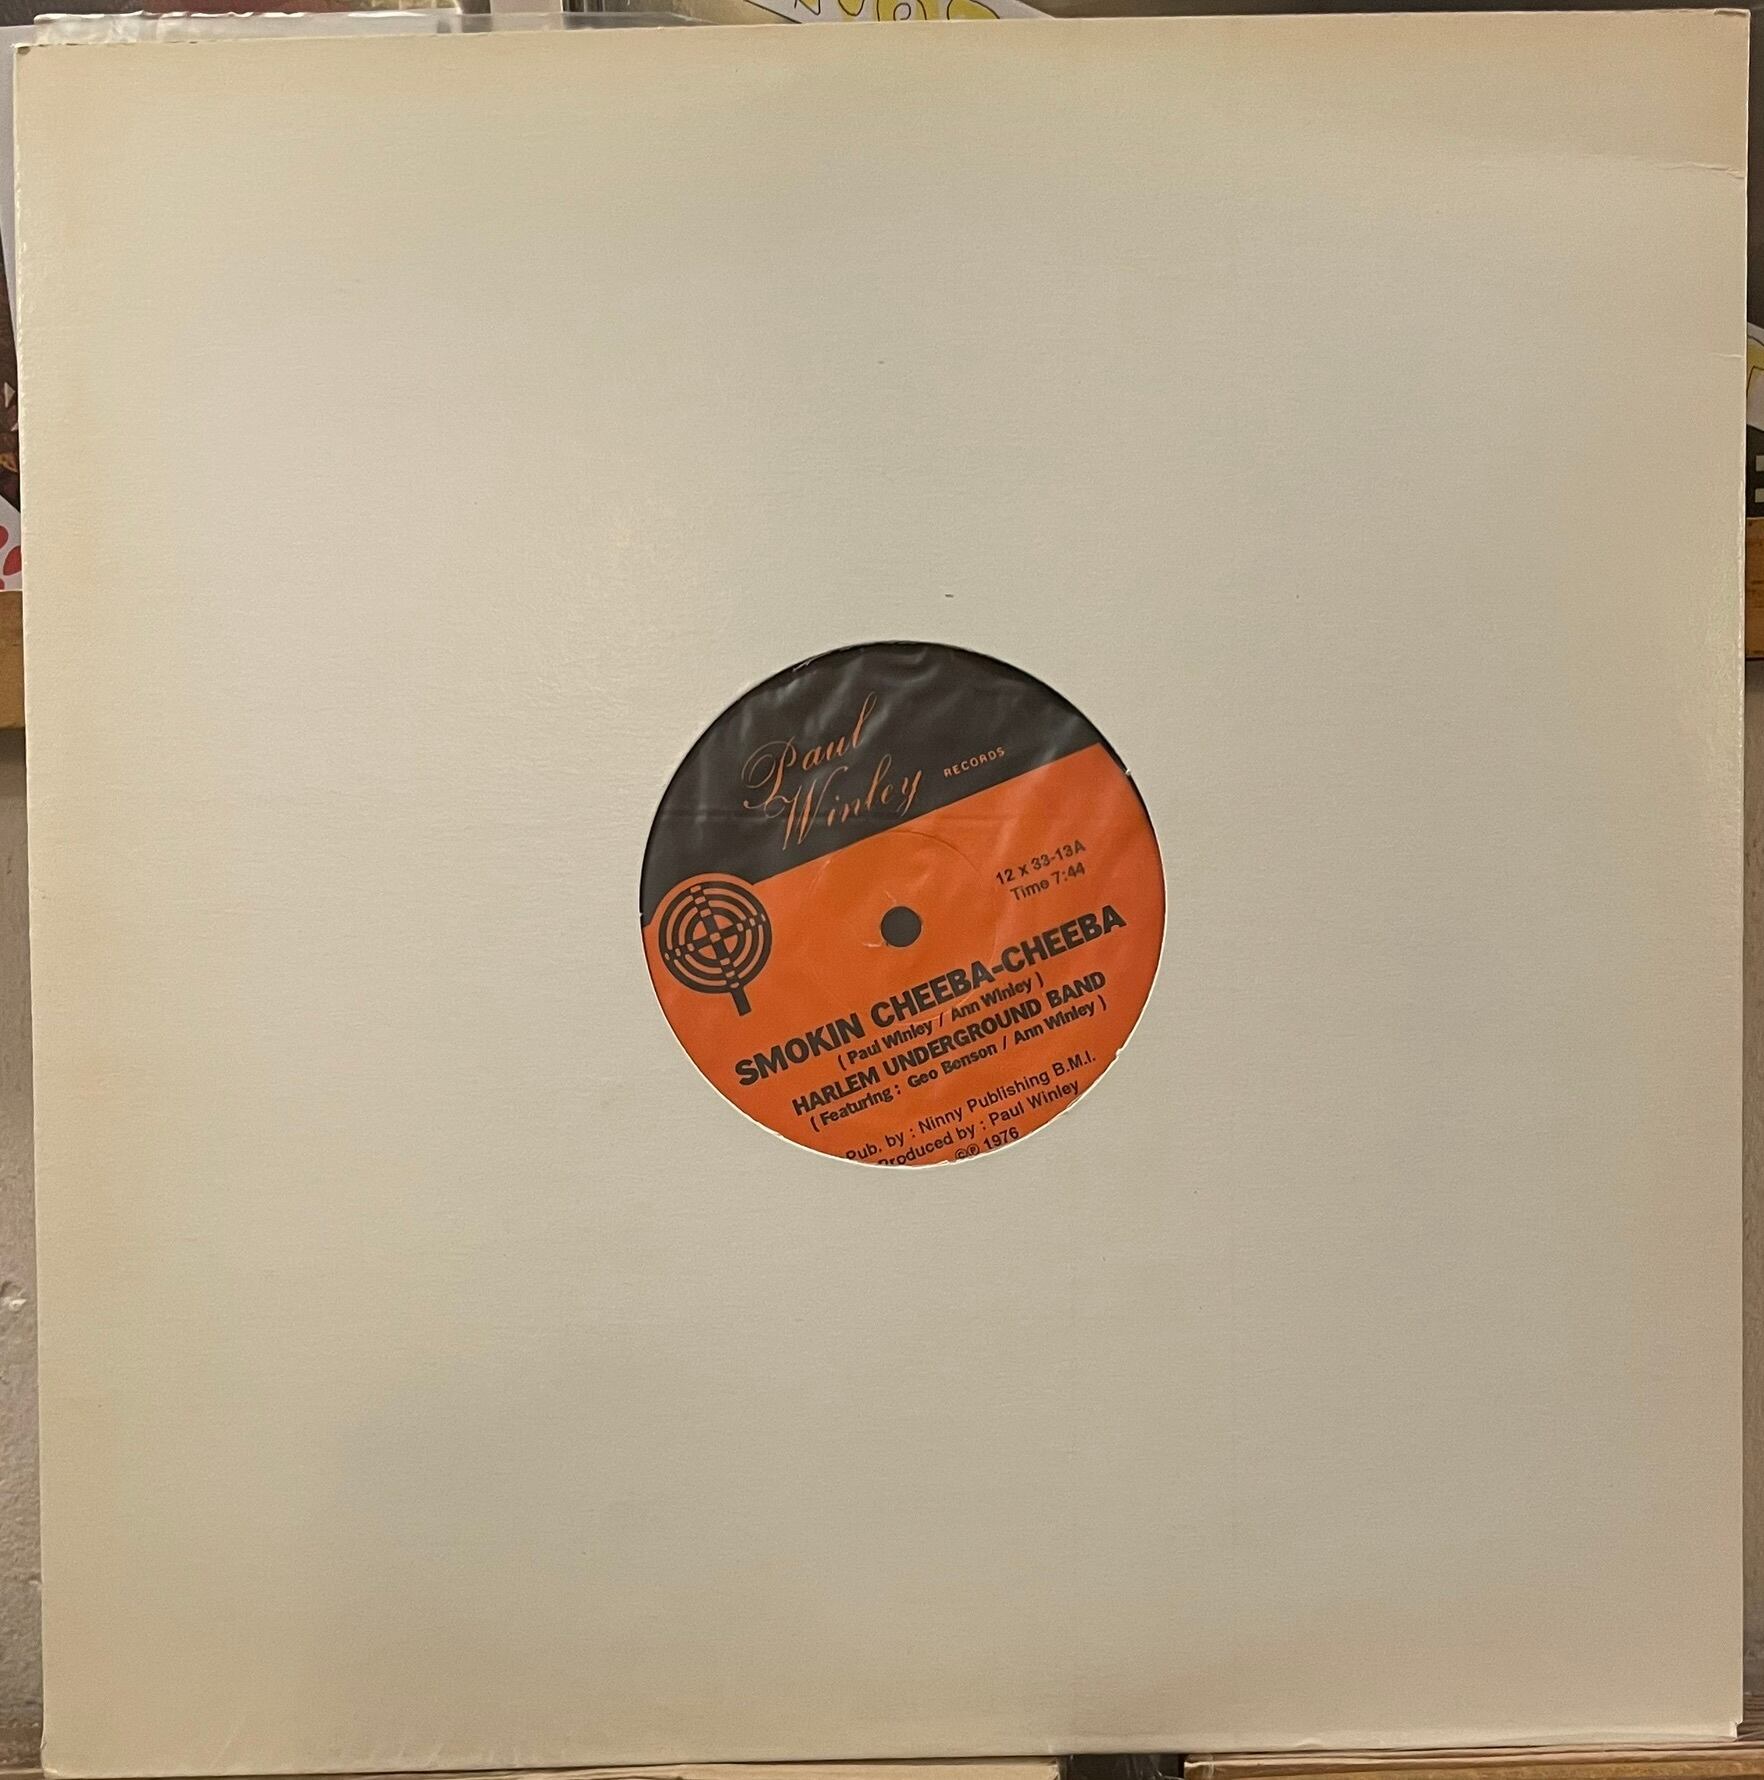 Paul
Winley RECORDS
12 x 33-13A
Time 7:44
SMOKIN CHEEBA-CHEEBA
( Paul Winley / Ann Winley )
HARLEM UNDERGROUND BAND
( Featuring : Geo Benson / Ann Winley )
Pub. by : Ninny Publishing B.M.I.
Produced by : Paul Winley
©℗ 1976